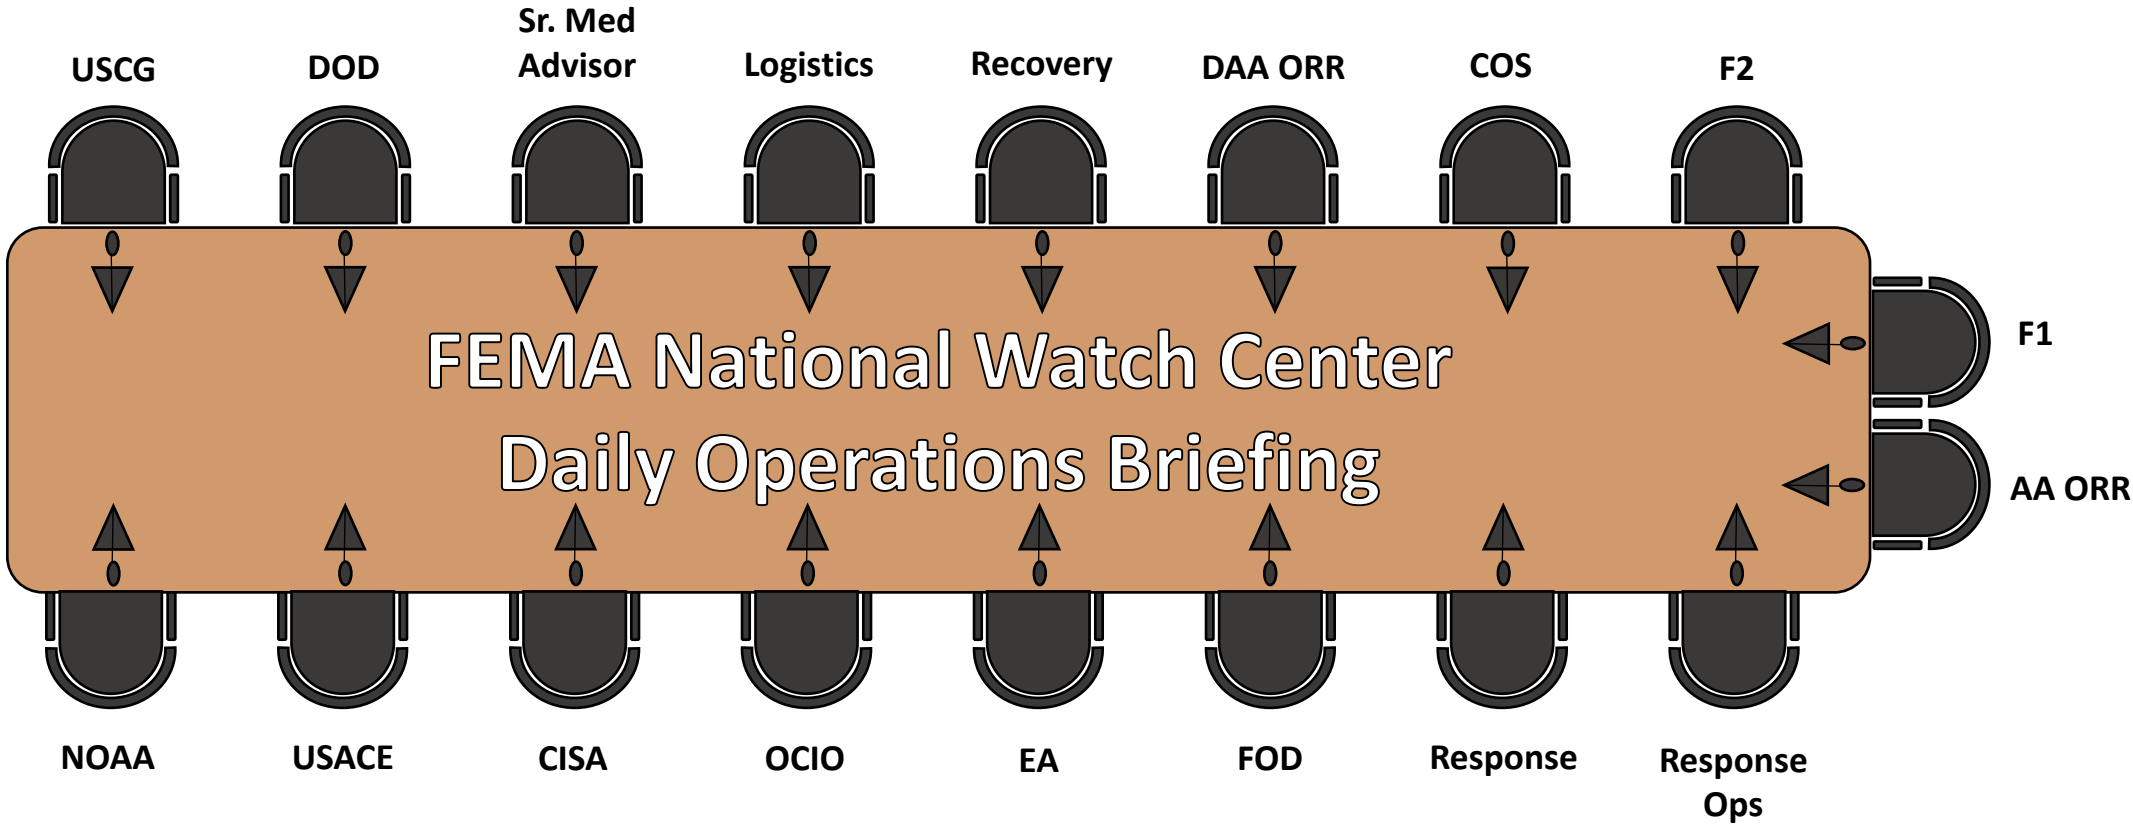 Sr. Med
Advisor
USCG
DOD
Logistics
Recovery
DAA ORR
COS
F2
FEMA National Watch Center
Daily Operations Briefing
F1
AA ORR
NOAA
USACE
CISA
OCIO
EA
FOD
Response
Response
Ops